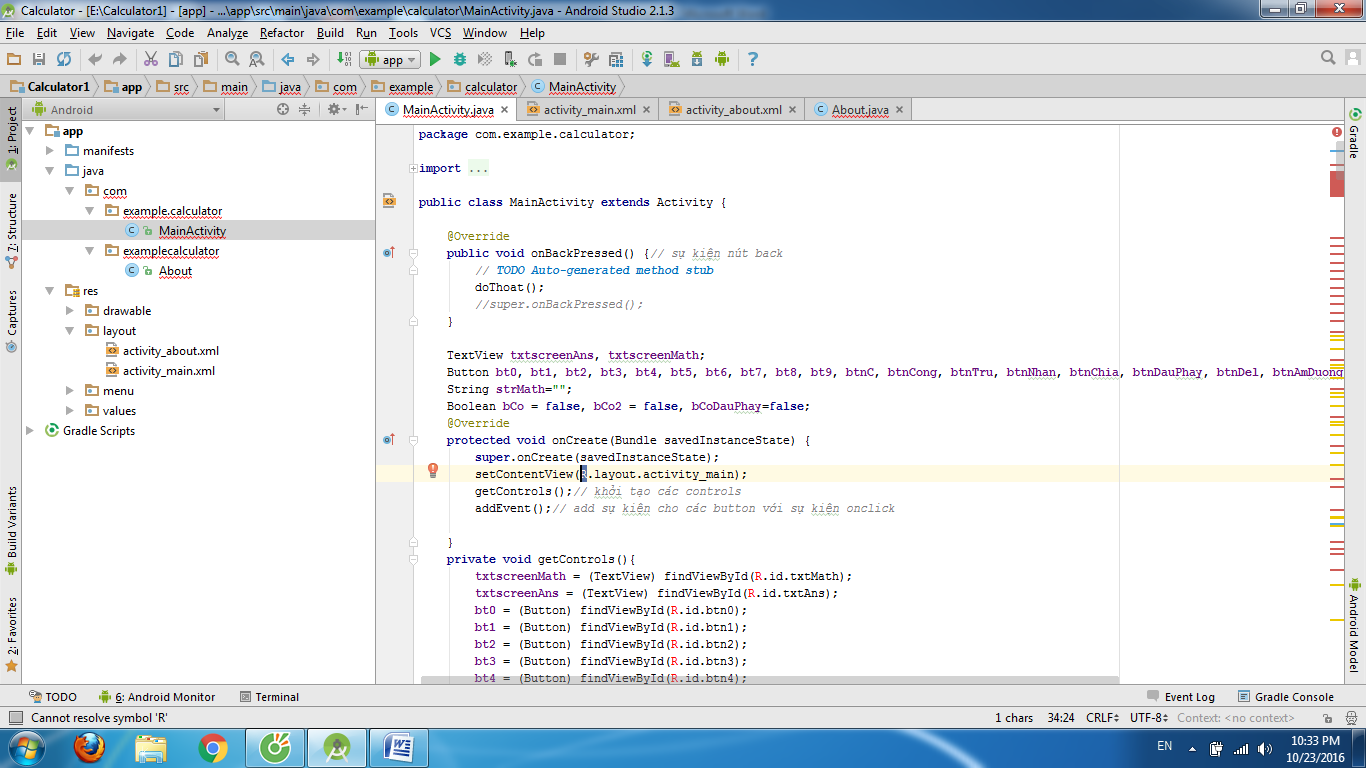 Calculator - [E:\Calculator1] - [app] - ...\app\src\main\java\com\example\calculator\MainActivity.java - Android Studio 2.1.3
File Edit View Navigate Code Analyze Refactor Build Run Tools VCS Window Help
app
Calculator1 app src main java com example calculator MainActivity
1: Project
7: Structure
Captures
Build Variants
2: Favorites
Android
app
manifests
java
com
example.calculator
MainActivity
examplecalculator
About
res
drawable
layout
activity_about.xml
activity_main.xml
menu
values
Gradle Scripts
MainActivity.java activity_main.xml activity_about.xml About.java
package com.example.calculator;
import ...
public class MainActivity extends Activity {
@Override
public void onBackPressed() {// sự kiện nút back
// TODO Auto-generated method stub
doThoat();
//super.onBackPressed();
}
TextView txtscreenAns, txtscreenMath;
Button bt0, bt1, bt2, bt3, bt4, bt5, bt6, bt7, bt8, bt9, btnC, btnCong, btnTru, btnNhan, btnChia, btnDauPhay, btnDel, btnAmDuong
String strMath="";
Boolean bCo = false, bCo2 = false, bCoDauPhay=false;
@Override
protected void onCreate(Bundle savedInstanceState) {
super.onCreate(savedInstanceState);
setContentView(R.layout.activity_main);
getControls();// khởi tạo các controls
addEvent();// add sự kiện cho các button với sự kiện onclick
}
private void getControls(){
txtscreenMath = (TextView) findViewById(R.id.txtMath);
txtscreenAns = (TextView) findViewById(R.id.txtAns);
bt0 = (Button) findViewById(R.id.btn0);
bt1 = (Button) findViewById(R.id.btn1);
bt2 = (Button) findViewById(R.id.btn2);
bt3 = (Button) findViewById(R.id.btn3);
bt4 = (Button) findViewById(R.id.btn4);
Gradle
Android Model
TODO 6: Android Monitor Terminal Event Log Gradle Console
Cannot resolve symbol 'R' 1 chars 34:24 CRLF UTF-8 Context: <no context>
EN 10:33 PM
10/23/2016